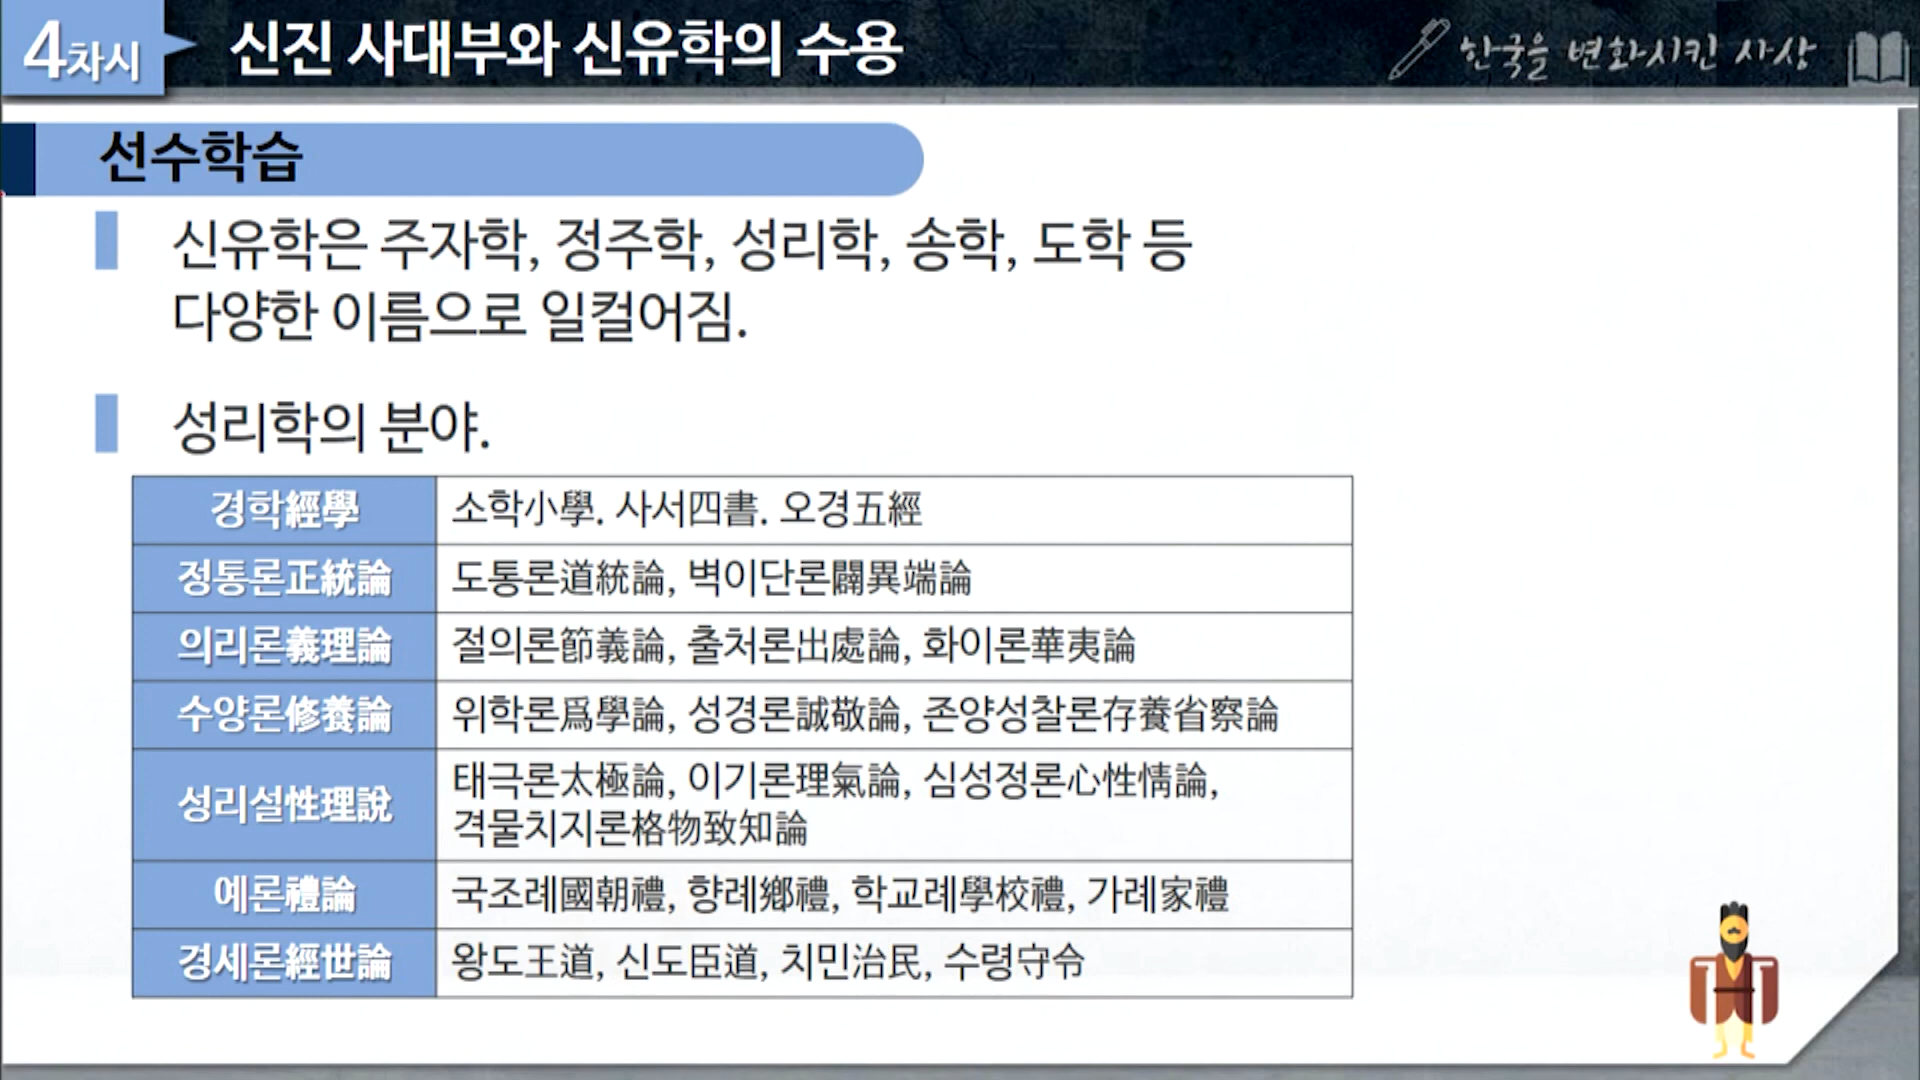 4차시
신진 사대부와 신유학의 수용
한국을 변화시킨 사상
선수학습
신유학은 주자학, 정주학, 성리학, 송학, 도학 등
다양한 이름으로 일컬어짐.
성리학의 분야.
경학經學 소학小學. 사서四書. 오경五經
정통론正統論 도통론道統論, 벽이단론闢異端論
의리론義理論 절의론節義論, 출처론出處論, 화이론華夷論
수양론修養論 위학론爲學論, 성경론誠敬論, 존양성찰론存養省察論
성리설性理說 태극론太極論, 이기론理氣論, 심성정론心性情論,
격물치지론格物致知論
예론禮論 국조례國朝禮, 향례鄕禮, 학교례學校禮, 가례家禮
경세론經世論 왕도王道, 신도臣道, 치민治民, 수령守令